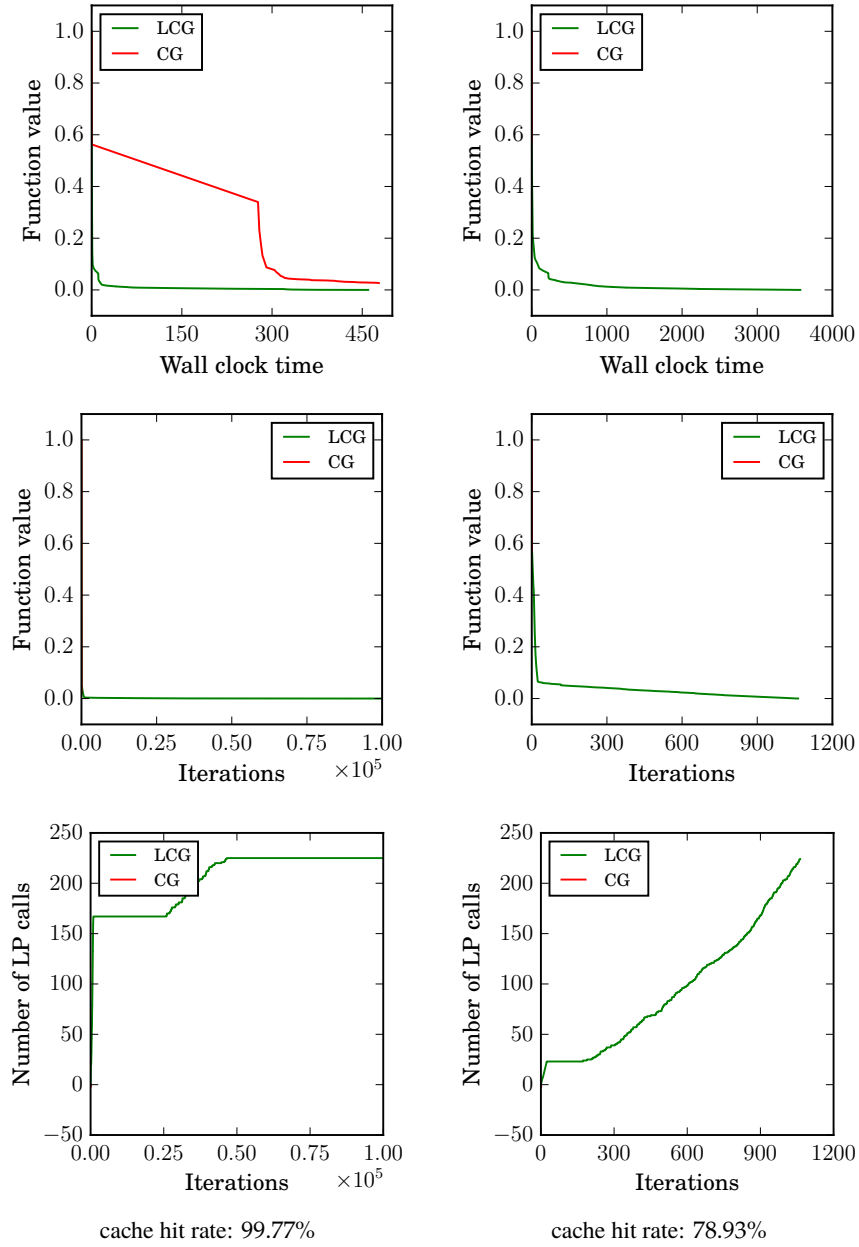 1.0
0.8
0.6
0.4
0.2
0.0
Function value
LCG
CG
0
150
300
450
Wall clock time
1.0
0.8
0.6
0.4
0.2
0.0
Function value
LCG
CG
0
1000
2000
3000
4000
Wall clock time
1.0
0.8
0.6
0.4
0.2
0.0
Function value
LCG
CG
0.00
0.25
0.50
0.75
1.00
Iterations
×10^5
1.0
0.8
0.6
0.4
0.2
0.0
Function value
LCG
CG
0
300
600
900
1200
Iterations
250
200
150
100
50
0
−50
Number of LP calls
LCG
CG
0.00
0.25
0.50
0.75
1.00
Iterations
×10^5
250
200
150
100
50
0
−50
Number of LP calls
LCG
CG
0
300
600
900
1200
Iterations
cache hit rate: 99.77%
cache hit rate: 78.93%